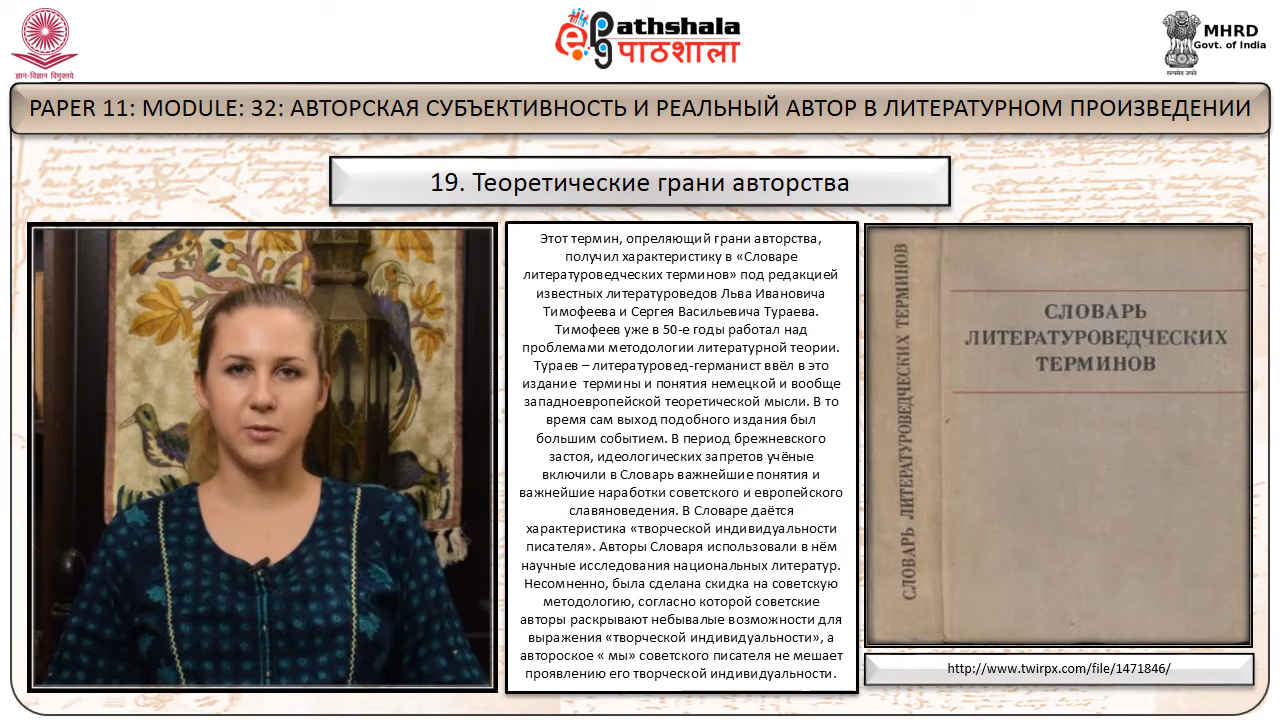 ज्ञान-विज्ञान विमुक्तये
ePG Pathshala
पाठशाला
MHRD
Govt. of India
सत्यमेव जयते
PAPER 11: MODULE: 32: АВТОРСКАЯ СУБЪЕКТИВНОСТЬ И РЕАЛЬНЫЙ АВТОР В ЛИТЕРАТУРНОМ ПРОИЗВЕДЕНИИ
19. Теоретические грани авторства
Этот термин, опреляющий грани авторства,
получил характеристику в «Словаре
литературоведческих терминов» под редакцией
известных литературоведов Льва Ивановича
Тимофеева и Сергея Васильевича Тураева.
Тимофеев уже в 50-е годы работал над
проблемами методологии литературной теории.
Тураев – литературовед-германист ввёл в это
издание термины и понятия немецкой и вообще
западноевропейской теоретической мысли. В то
время сам выход подобного издания был
большим событием. В период брежневского
застоя, идеологических запретов учёные
включили в Словарь важнейшие понятия и
важнейшие наработки советского и европейского
славяноведения. В Словаре даётся
характеристика «творческой индивидуальности
писателя». Авторы Словаря использовали в нём
научные исследования национальных литератур.
Несомненно, была сделана скидка на советскую
методологию, согласно которой советские
авторы раскрывают небывалые возможности для
выражения «творческой индивидуальности», а
автороское « мы» советского писателя не мешает
проявлению его творческой индивидуальности.
СЛОВАРЬ ЛИТЕРАТУРОВЕДЧЕСКИХ ТЕРМИНОВ
СЛОВАРЬ
ЛИТЕРАТУРОВЕДЧЕСКИХ
ТЕРМИНОВ
http://www.twirpx.com/file/1471846/